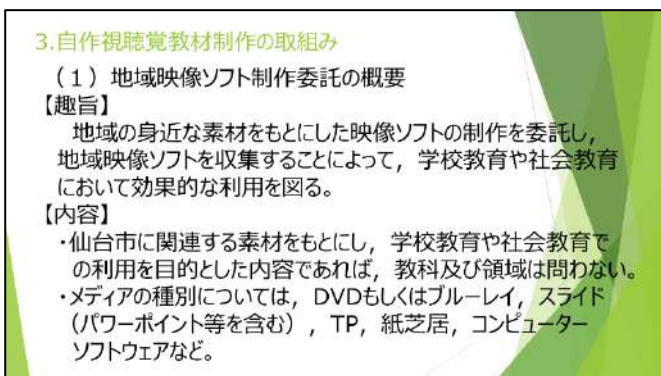 3.自作視聴覚教材制作の取組み
（１）地域映像ソフト制作委託の概要
【趣旨】
地域の身近な素材をもとにした映像ソフトの制作を委託し，
地域映像ソフトを収集することによって，学校教育や社会教育
において効果的な利用を図る。
【内容】
・仙台市に関連する素材をもとにし，学校教育や社会教育で
の利用を目的とした内容であれば，教科及び領域は問わない。
・メディアの種別については，DVDもしくはブルーレイ，スライド
（パワーポイント等を含む），TP，紙芝居，コンピューター
ソフトウェアなど。